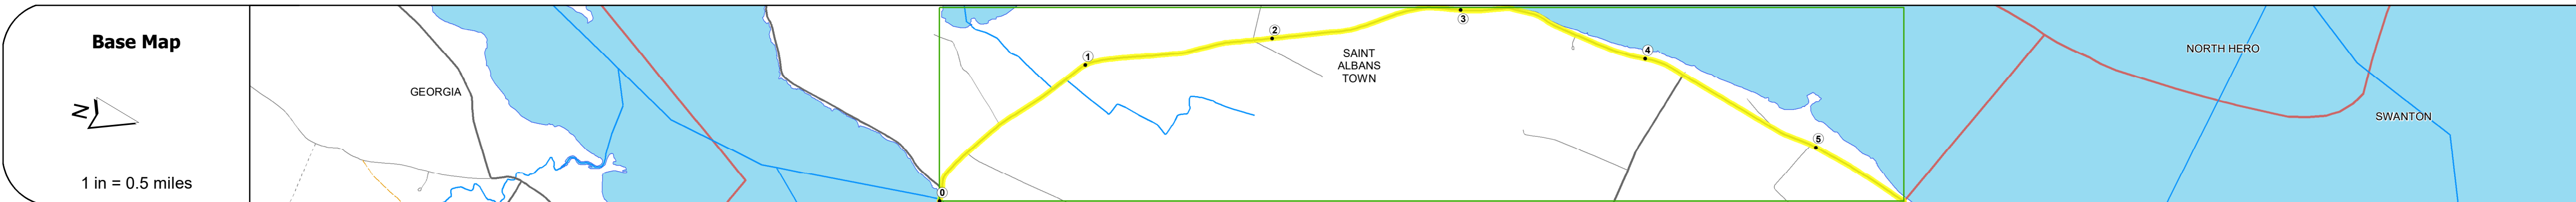 Base Map
N
1 in = 0.5 miles
GEORGIA
0
1
2
SAINT
ALBANS
TOWN
3
4
5
NORTH HERO
SWANTON